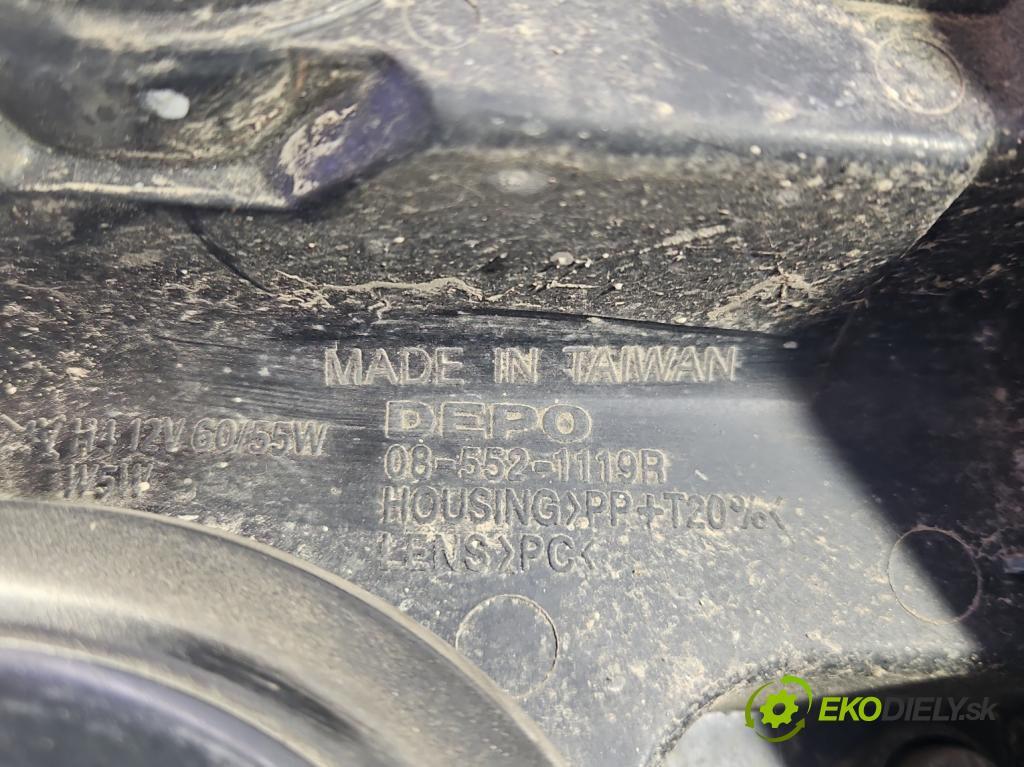 MADE IN TAIWAN
DEPO
08-552-1119R
HOUSING>PP+T20%<
LENS>PC<
H4 12V 60/55W
W5W
EKODIELY.sk